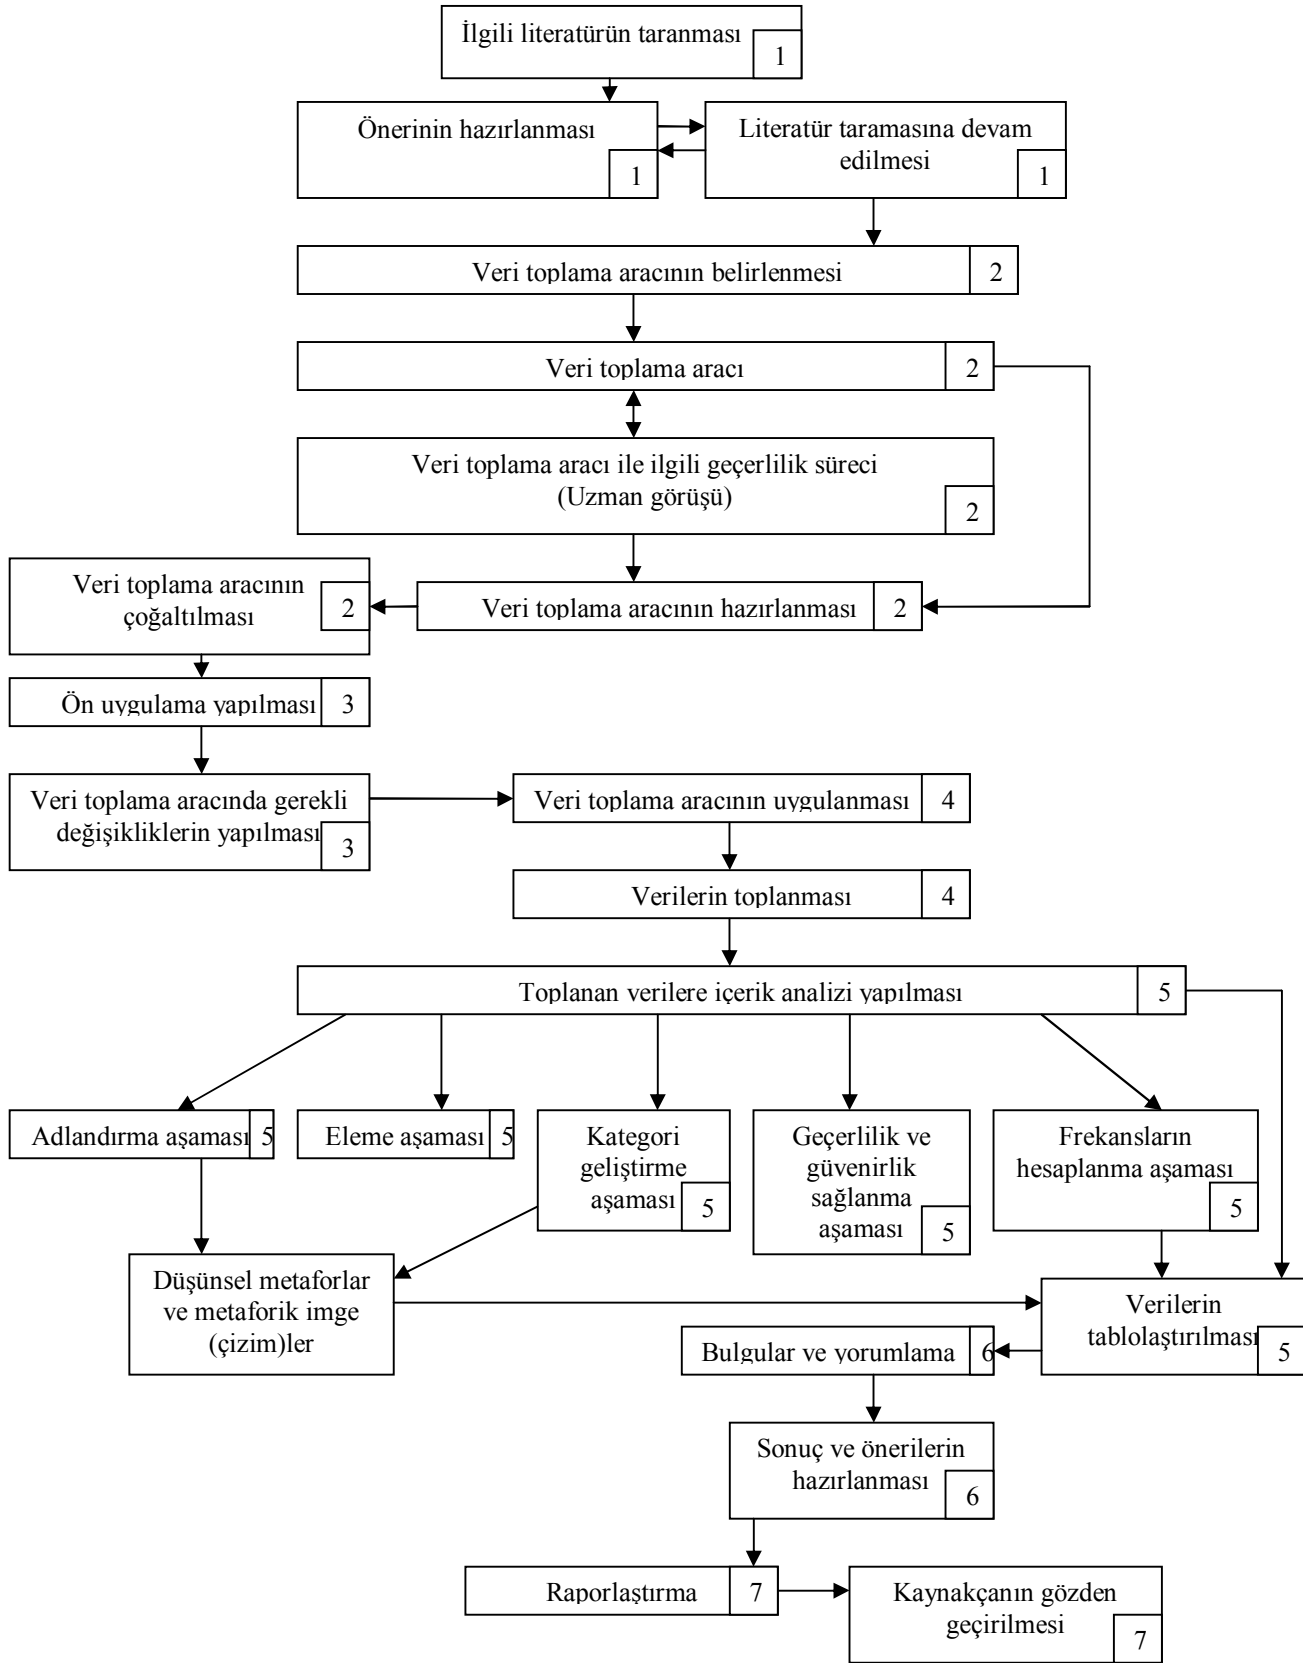 İlgili literatürün taranması
1
Önerinin hazırlanması
1
Literatür taramasına devam
edilmesi
1
Veri toplama aracının belirlenmesi
2
Veri toplama aracı
2
Veri toplama aracı ile ilgili geçerlilik süreci
(Uzman görüşü)
2
Veri toplama aracının
çoğaltılması
2
Veri toplama aracının hazırlanması
2
Ön uygulama yapılması
3
Veri toplama aracında gerekli
değişikliklerin yapılması
3
Veri toplama aracının uygulanması
4
Verilerin toplanması
4
Toplanan verilere içerik analizi yapılması
5
Adlandırma aşaması
5
Eleme aşaması
5
Kategori
geliştirme
aşaması
5
Geçerlilik ve
güvenirlik
sağlanma
aşaması
5
Frekansların
hesaplanma aşaması
5
Düşünsel metaforlar
ve metaforik imge
(çizim)ler
Verilerin
tablolaştırılması
5
Bulgular ve yorumlama
6
Sonuç ve önerilerin
hazırlanması
6
Raporlaştırma
7
Kaynakçanın gözden
geçirilmesi
7